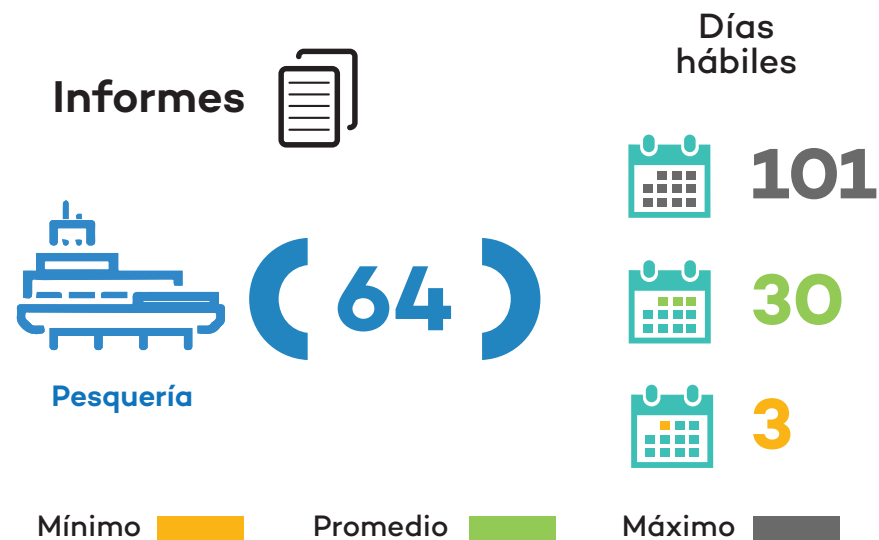 Informes
Días
hábiles
101
64
30
Pesquería
3
Mínimo
Promedio
Máximo